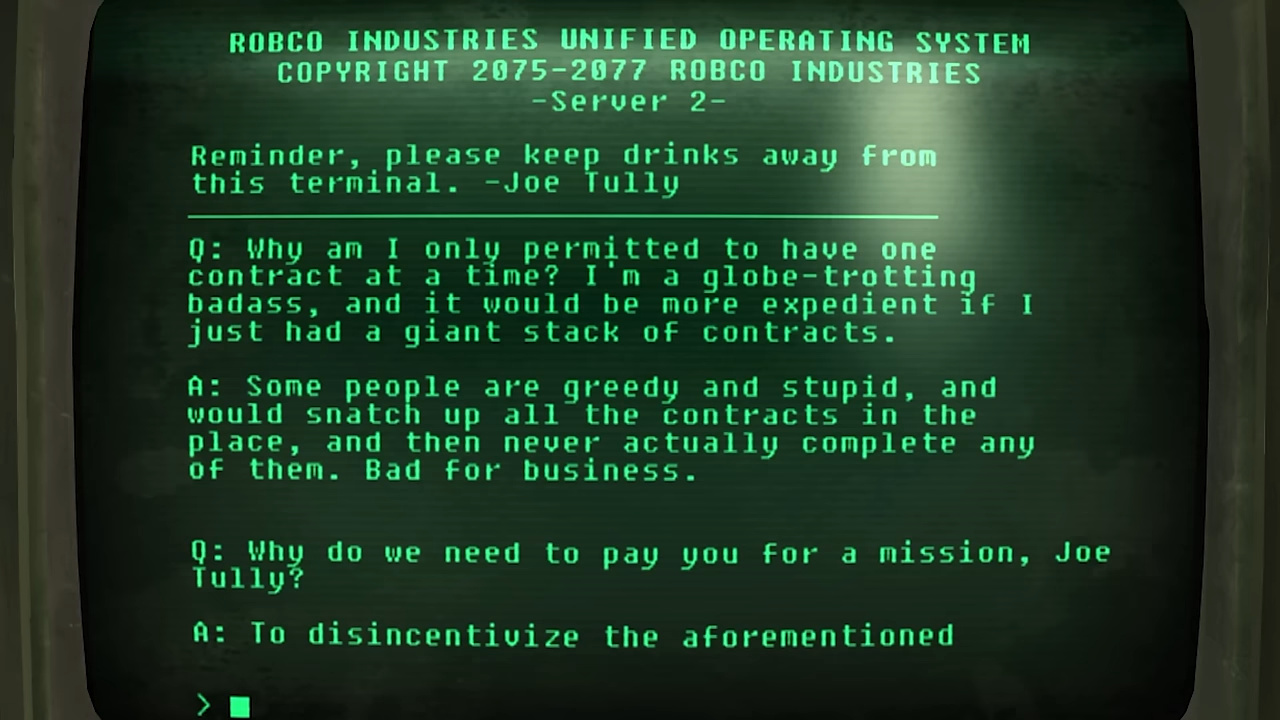 ROBCO INDUSTRIES UNIFIED OPERATING SYSTEM
COPYRIGHT 2075-2077 ROBCO INDUSTRIES
-Server 2-
Reminder, please keep drinks away from
this terminal. -Joe Tully
Q: Why am I only permitted to have one
contract at a time? I'm a globe-trotting
badass, and it would be more expedient if I
just had a giant stack of contracts.
A: Some people are greedy and stupid, and
would snatch up all the contracts in the
place, and then never actually complete any
of them. Bad for business.
Q: Why do we need to pay you for a mission, Joe
Tully?
A: To disincentivize the aforementioned
>